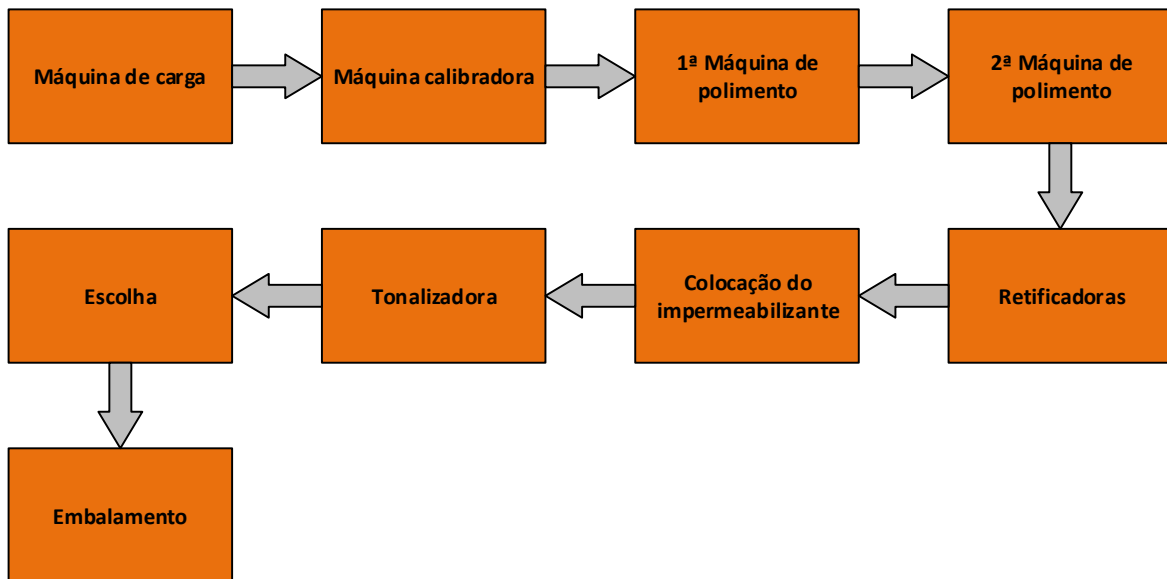 Máquina de carga
Máquina calibradora
1ª Máquina de
polimento
2ª Máquina de
polimento
Retificadoras
Colocação do
impermeabilizante
Tonalizadora
Escolha
Embalamento